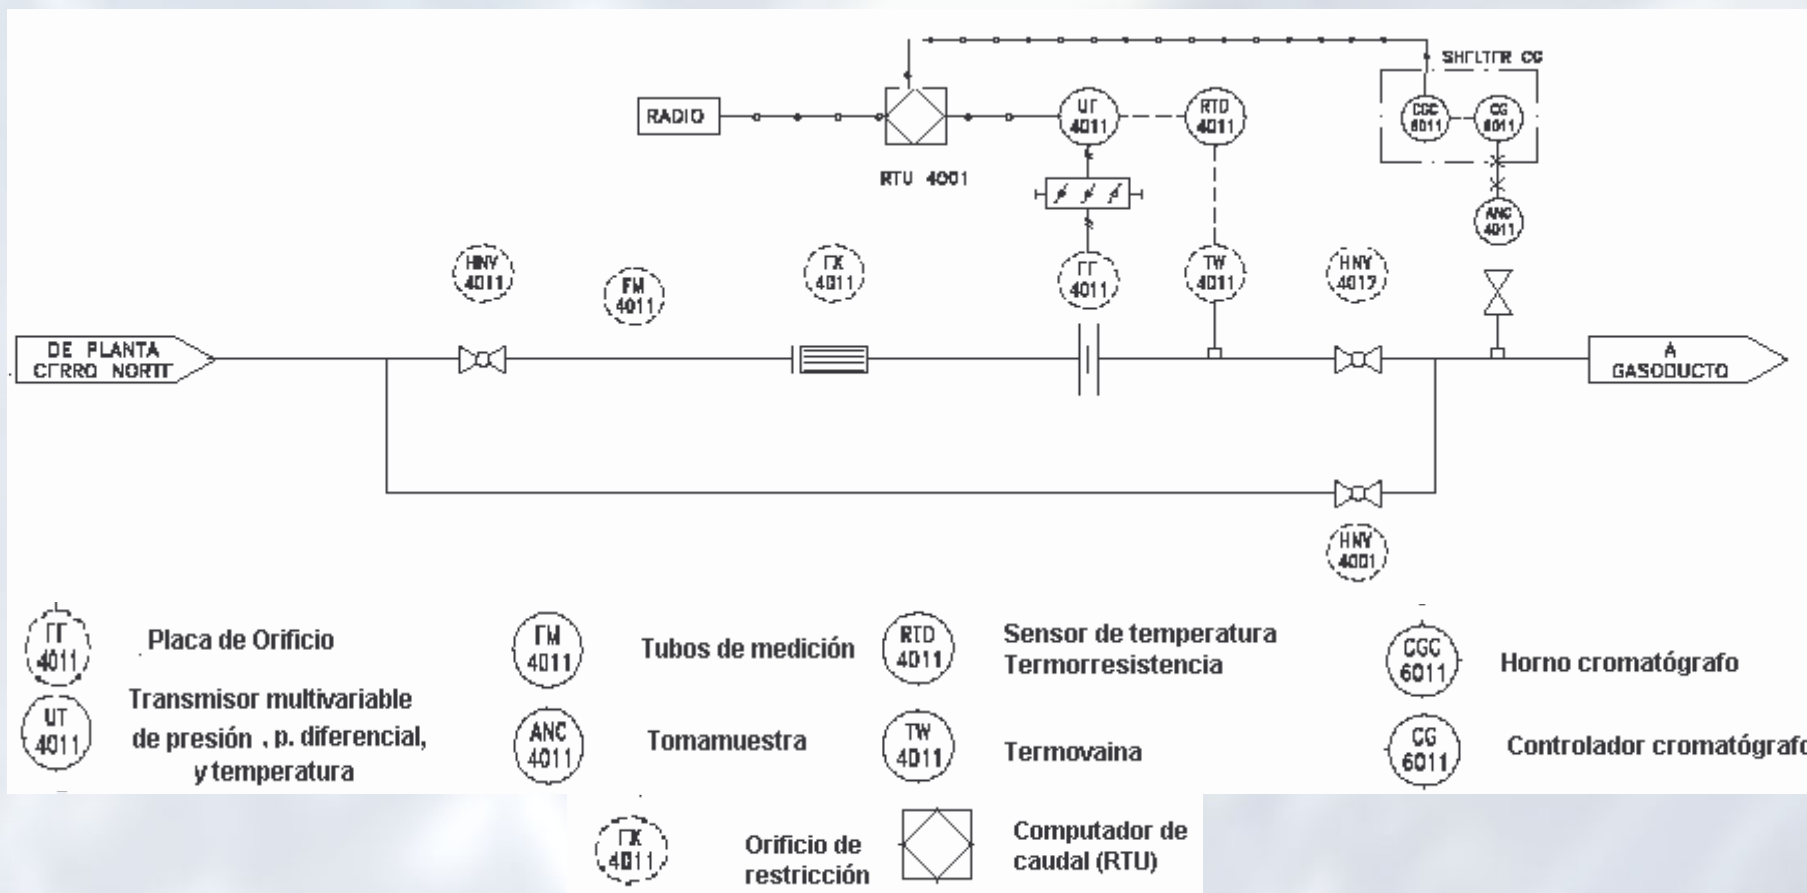 SHELTER CG
RADIO
UT
4011
RTD
4011
CGC
6011
CG
6011
RTU 4001
ANC
4011
HNV
4011
FM
4011
FX
4011
FE
4011
TW
4011
HNV
4012
DE PLANTA
CERRO NORTE
A
GASODUCTO
HNV
4001
FE
4011
Placa de Orificio
FM
4011
Tubos de medición
RTD
4011
Sensor de temperatura
Termorresistencia
CGC
6011
Horno cromatógrafo
UT
4011
Transmisor multivariable
de presión , p. diferencial,
y temperatura
ANC
4011
Tomamuestra
TW
4011
Termovaina
CG
6011
Controlador cromatógrafo
FX
4011
Orificio de
restricción
Computador de
caudal (RTU)